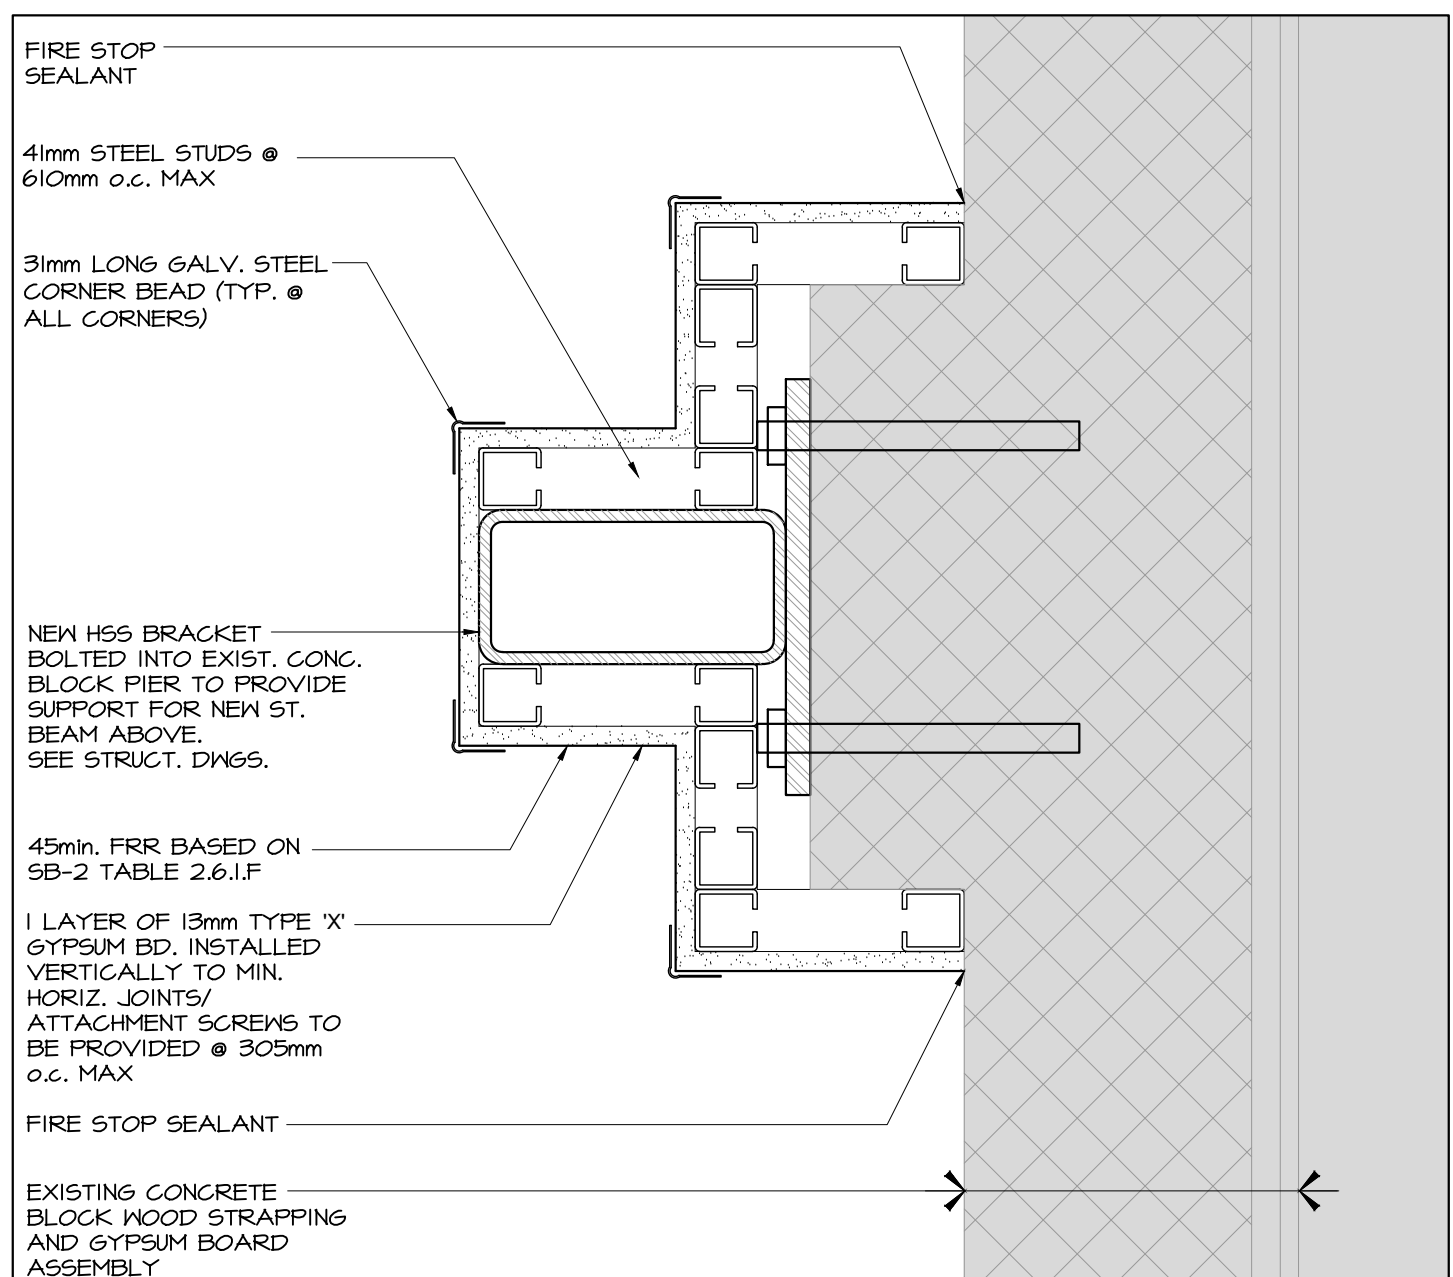 FIRE STOP
SEALANT
41mm STEEL STUDS @
610mm o.c. MAX
31mm LONG GALV. STEEL
CORNER BEAD (TYP. @
ALL CORNERS)
NEW HSS BRACKET
BOLTED INTO EXIST. CONC.
BLOCK PIER TO PROVIDE
SUPPORT FOR NEW ST.
BEAM ABOVE.
SEE STRUCT. DWGS.
45min. FRR BASED ON
SB-2 TABLE 2.6.1.F
1 LAYER OF 13mm TYPE 'X'
GYPSUM BD. INSTALLED
VERTICALLY TO MIN.
HORIZ. JOINTS/
ATTACHMENT SCREWS TO
BE PROVIDED @ 305mm
o.c. MAX
FIRE STOP SEALANT
EXISTING CONCRETE
BLOCK WOOD STRAPPING
AND GYPSUM BOARD
ASSEMBLY